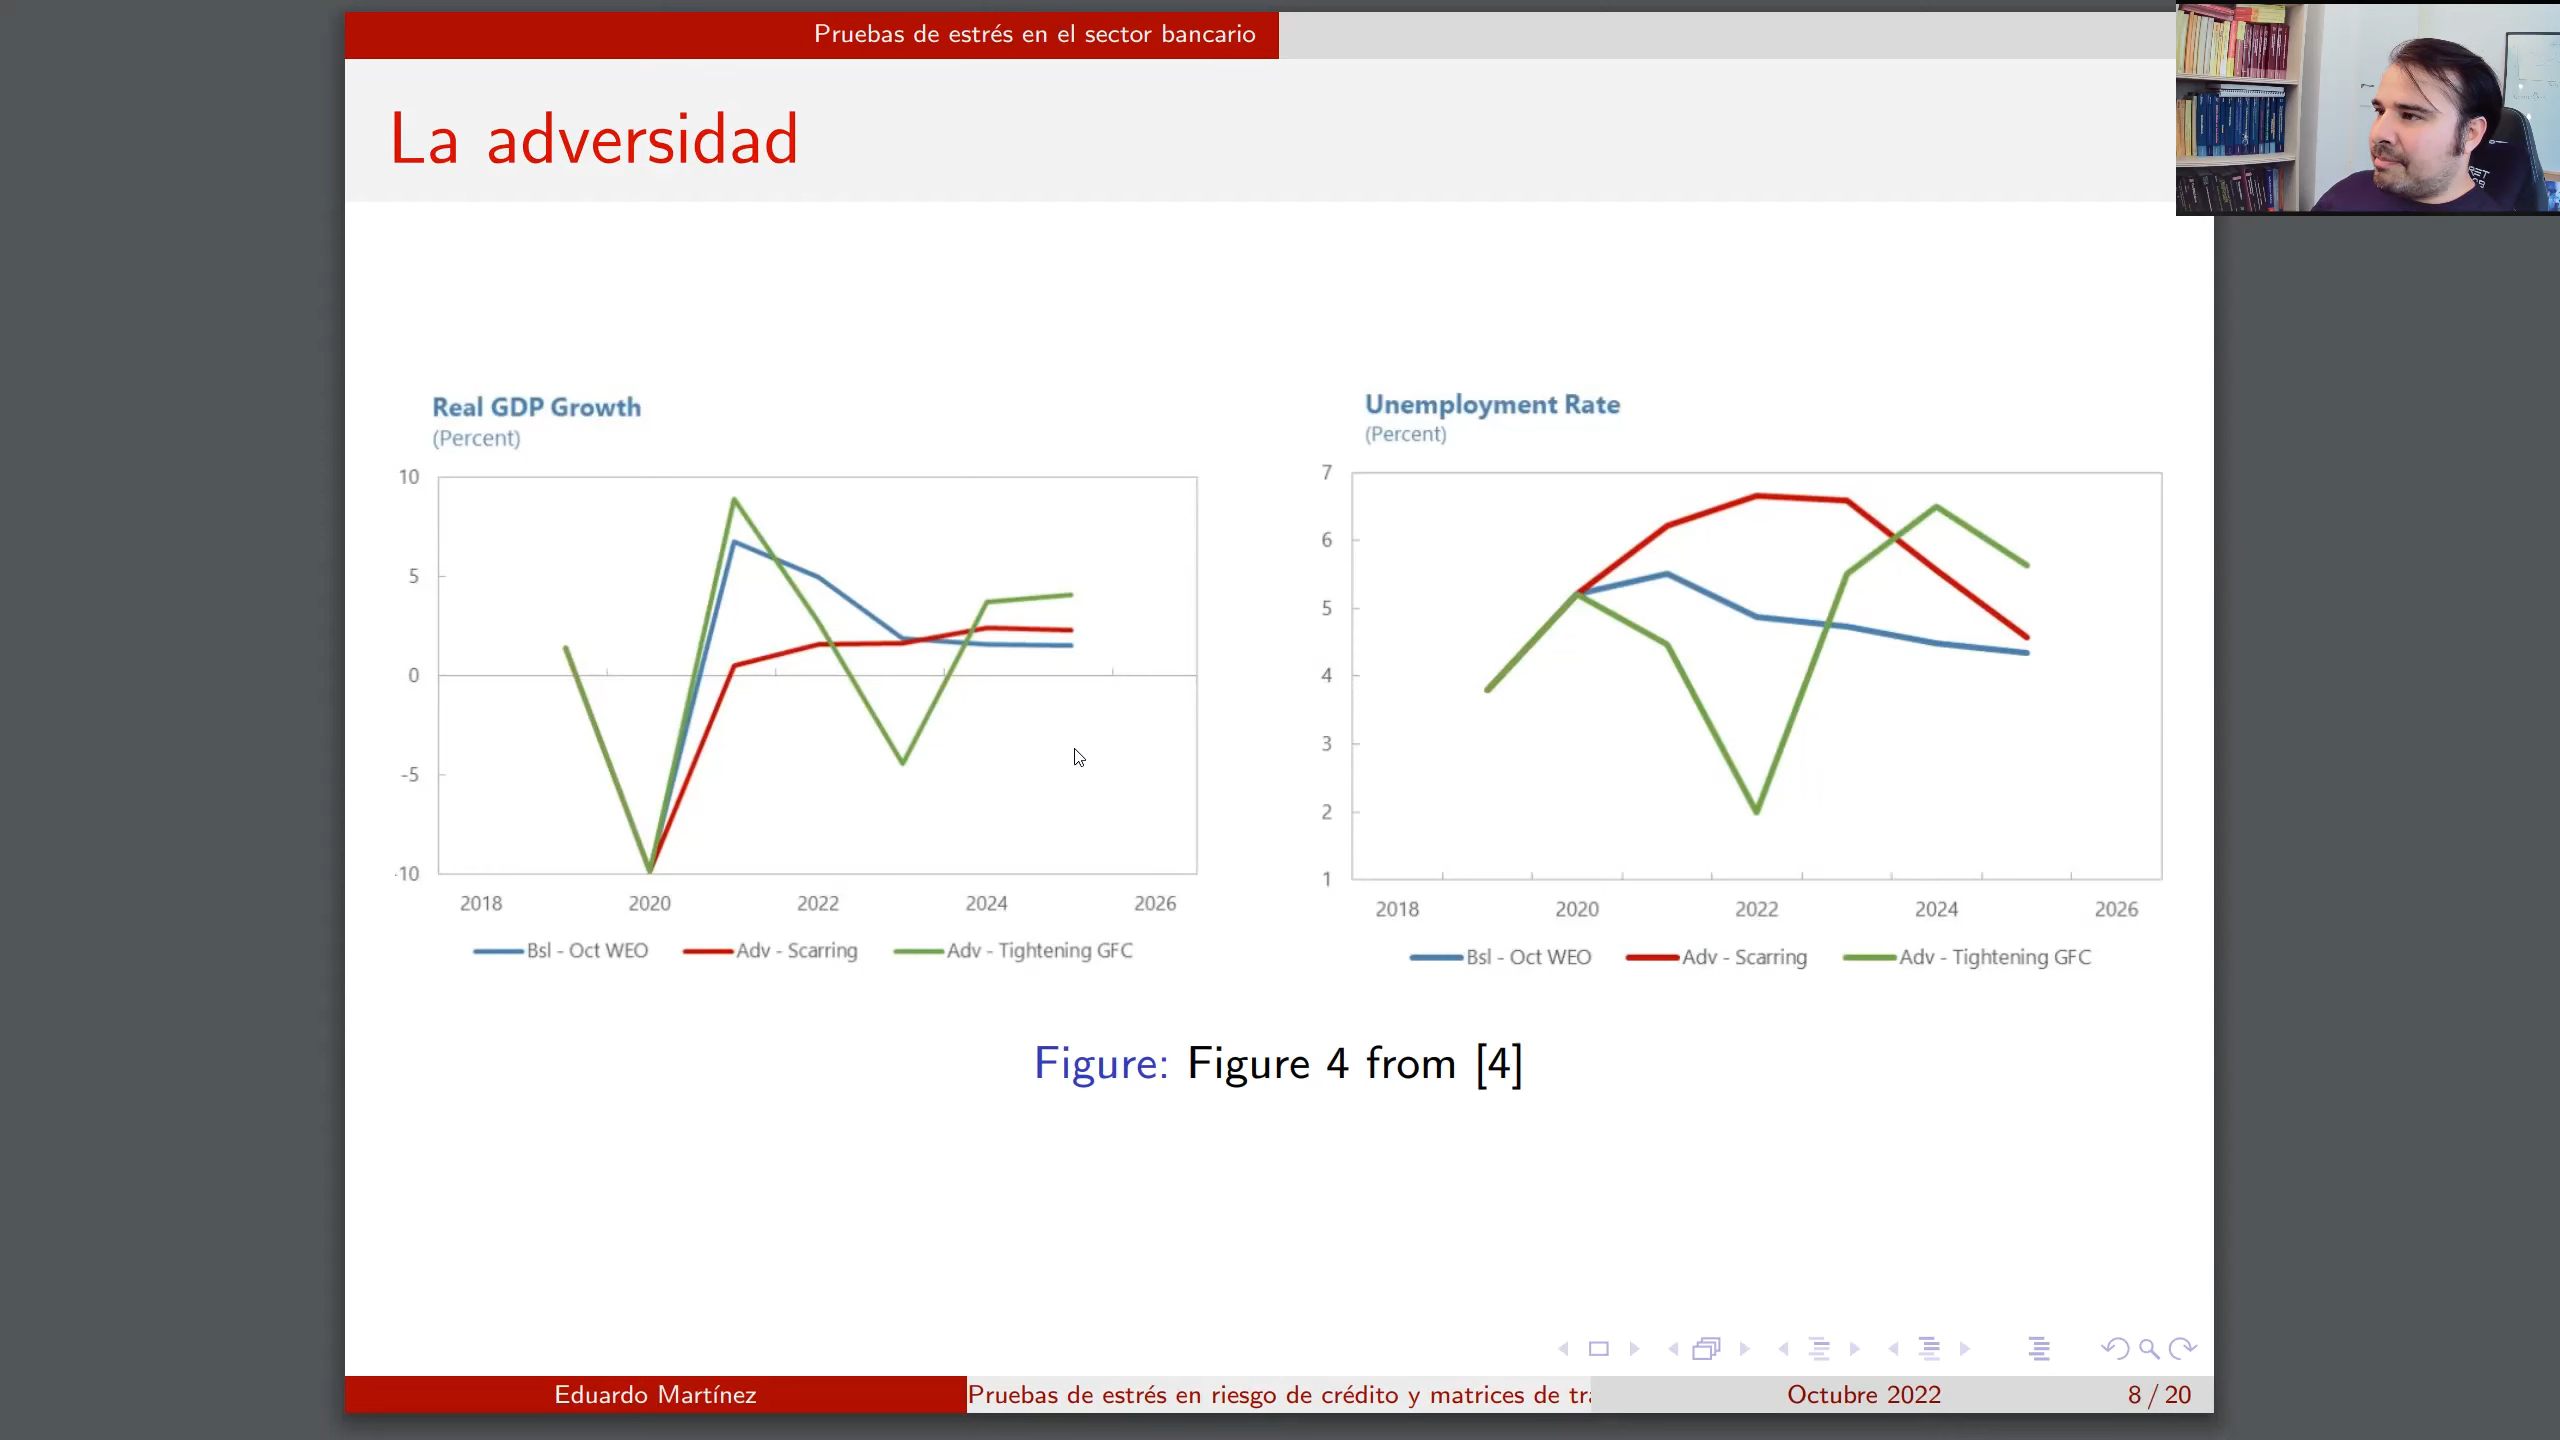 Pruebas de estrés en el sector bancario
La adversidad
Real GDP Growth
(Percent)
10
5
0
-5
-10
2018 2020 2022 2024 2026
Bsl - Oct WEO Adv - Scarring Adv - Tightening GFC
Unemployment Rate
(Percent)
7
6
5
4
3
2
1
2018 2020 2022 2024 2026
Bsl - Oct WEO Adv - Scarring Adv - Tightening GFC
Figure: Figure 4 from [4]
Eduardo Martínez Pruebas de estrés en riesgo de crédito y matrices de tra Octubre 2022 8 / 20